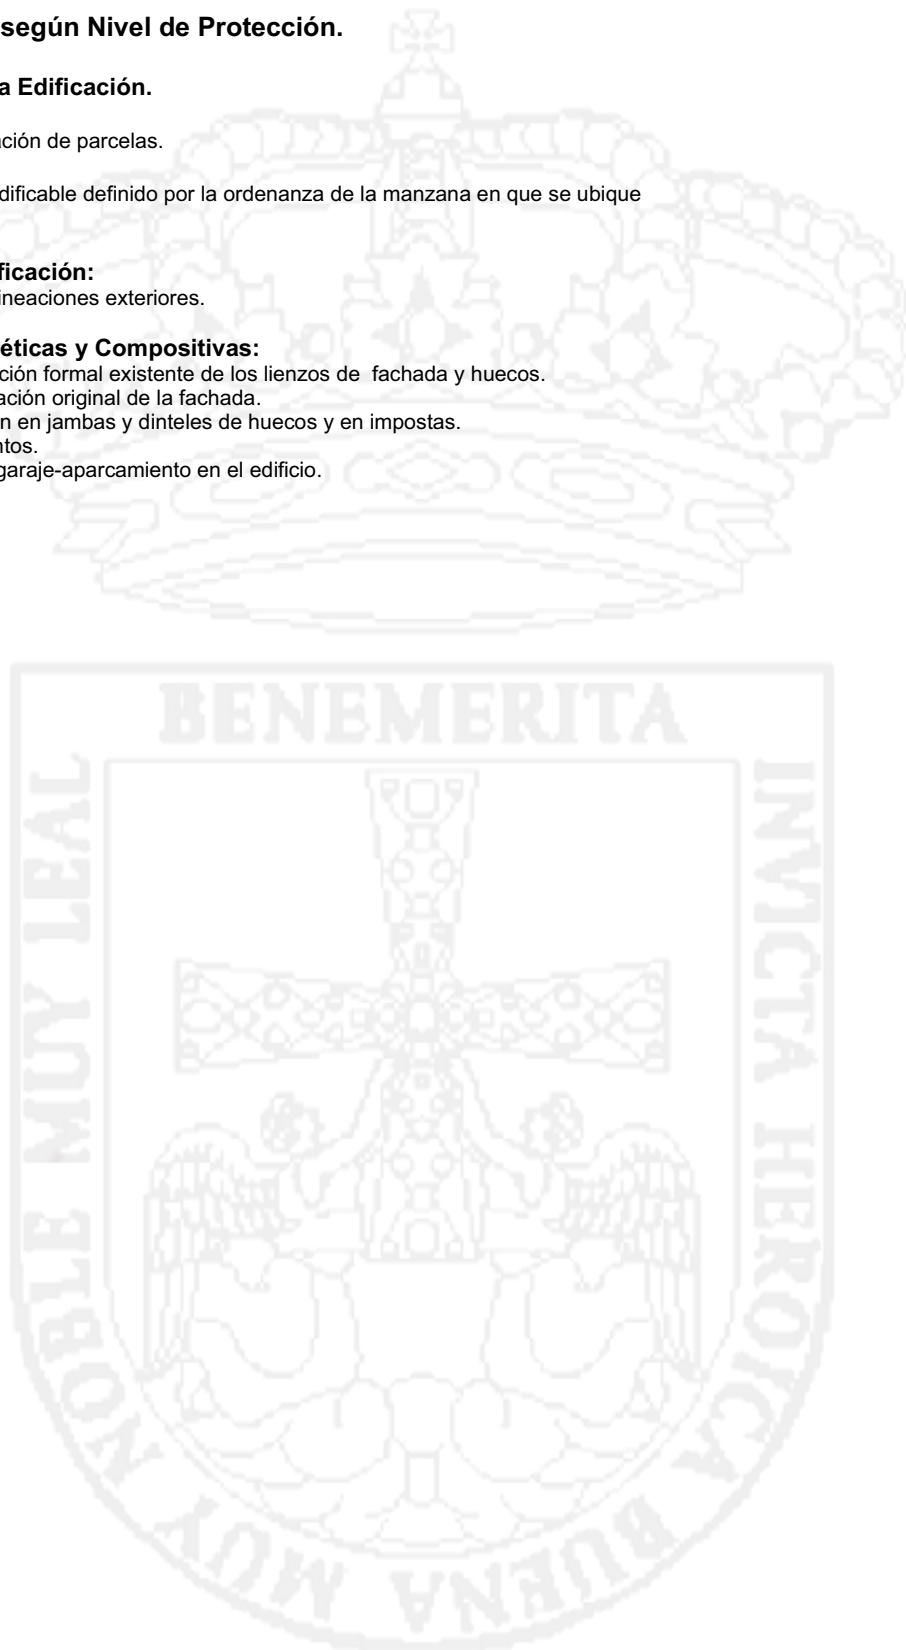 según Nivel de Protección.
a Edificación.
ación de parcelas.
dificable definido por la ordenanza de la manzana en que se ubique
ficación:
ineaciones exteriores.
éticas y Compositivas:
ción formal existente de los lienzos de fachada y huecos.
ación original de la fachada.
n en jambas y dinteles de huecos y en impostas.
ntos.
garaje-aparcamiento en el edificio.
BENEMERITA
INVICTA HEROICA BUENA
MUY NOBLE MUY LEAL